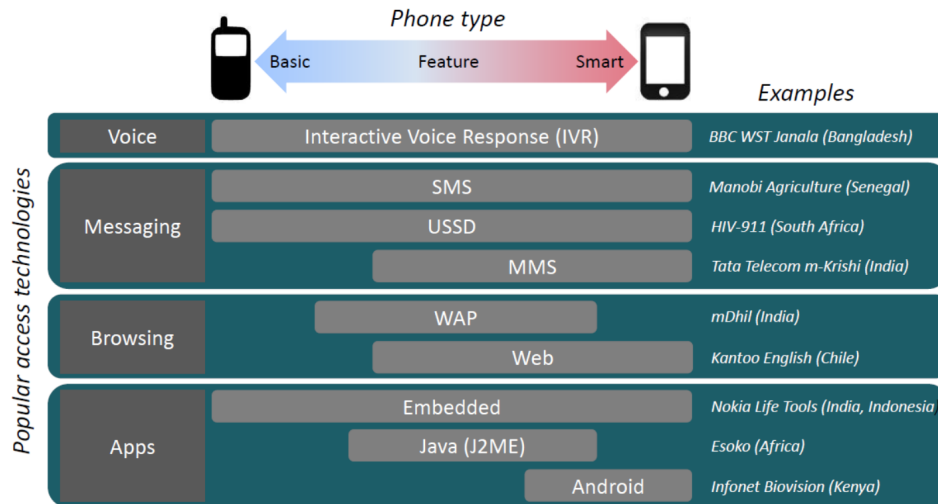 Phone type
Basic Feature Smart
Examples
Popular access technologies
Voice Interactive Voice Response (IVR) BBC WST Janala (Bangladesh)
Messaging
SMS Manobi Agriculture (Senegal)
USSD HIV-911 (South Africa)
MMS Tata Telecom m-Krishi (India)
Browsing
WAP mDhil (India)
Web Kantoo English (Chile)
Apps
Embedded Nokia Life Tools (India, Indonesia)
Java (J2ME) Esoko (Africa)
Android Infonet Biovision (Kenya)